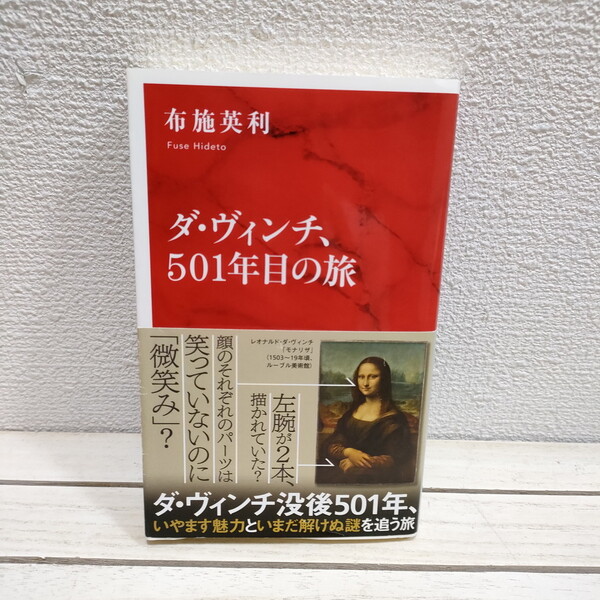 布施英利
Fuse Hideto
ダ・ヴィンチ、
501年目の旅
レオナルド・ダ・ヴィンチ
「モナリザ」
(1503〜19年頃、
ルーブル美術館)
左腕が2本、
描かれていた?
顔のそれぞれのパーツは
笑っていないのに
「微笑み」?
ダ・ヴィンチ没後501年、
いやます魅力といまだ解けぬ謎を追う旅